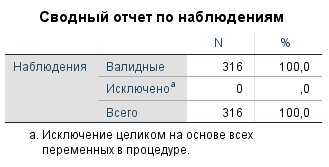 Сводный отчет по наблюдениям
N %
Наблюдения Валидные 316 100,0
Исключеноa 0 ,0
Всего 316 100,0
a. Исключение целиком на основе всех
переменных в процедуре.